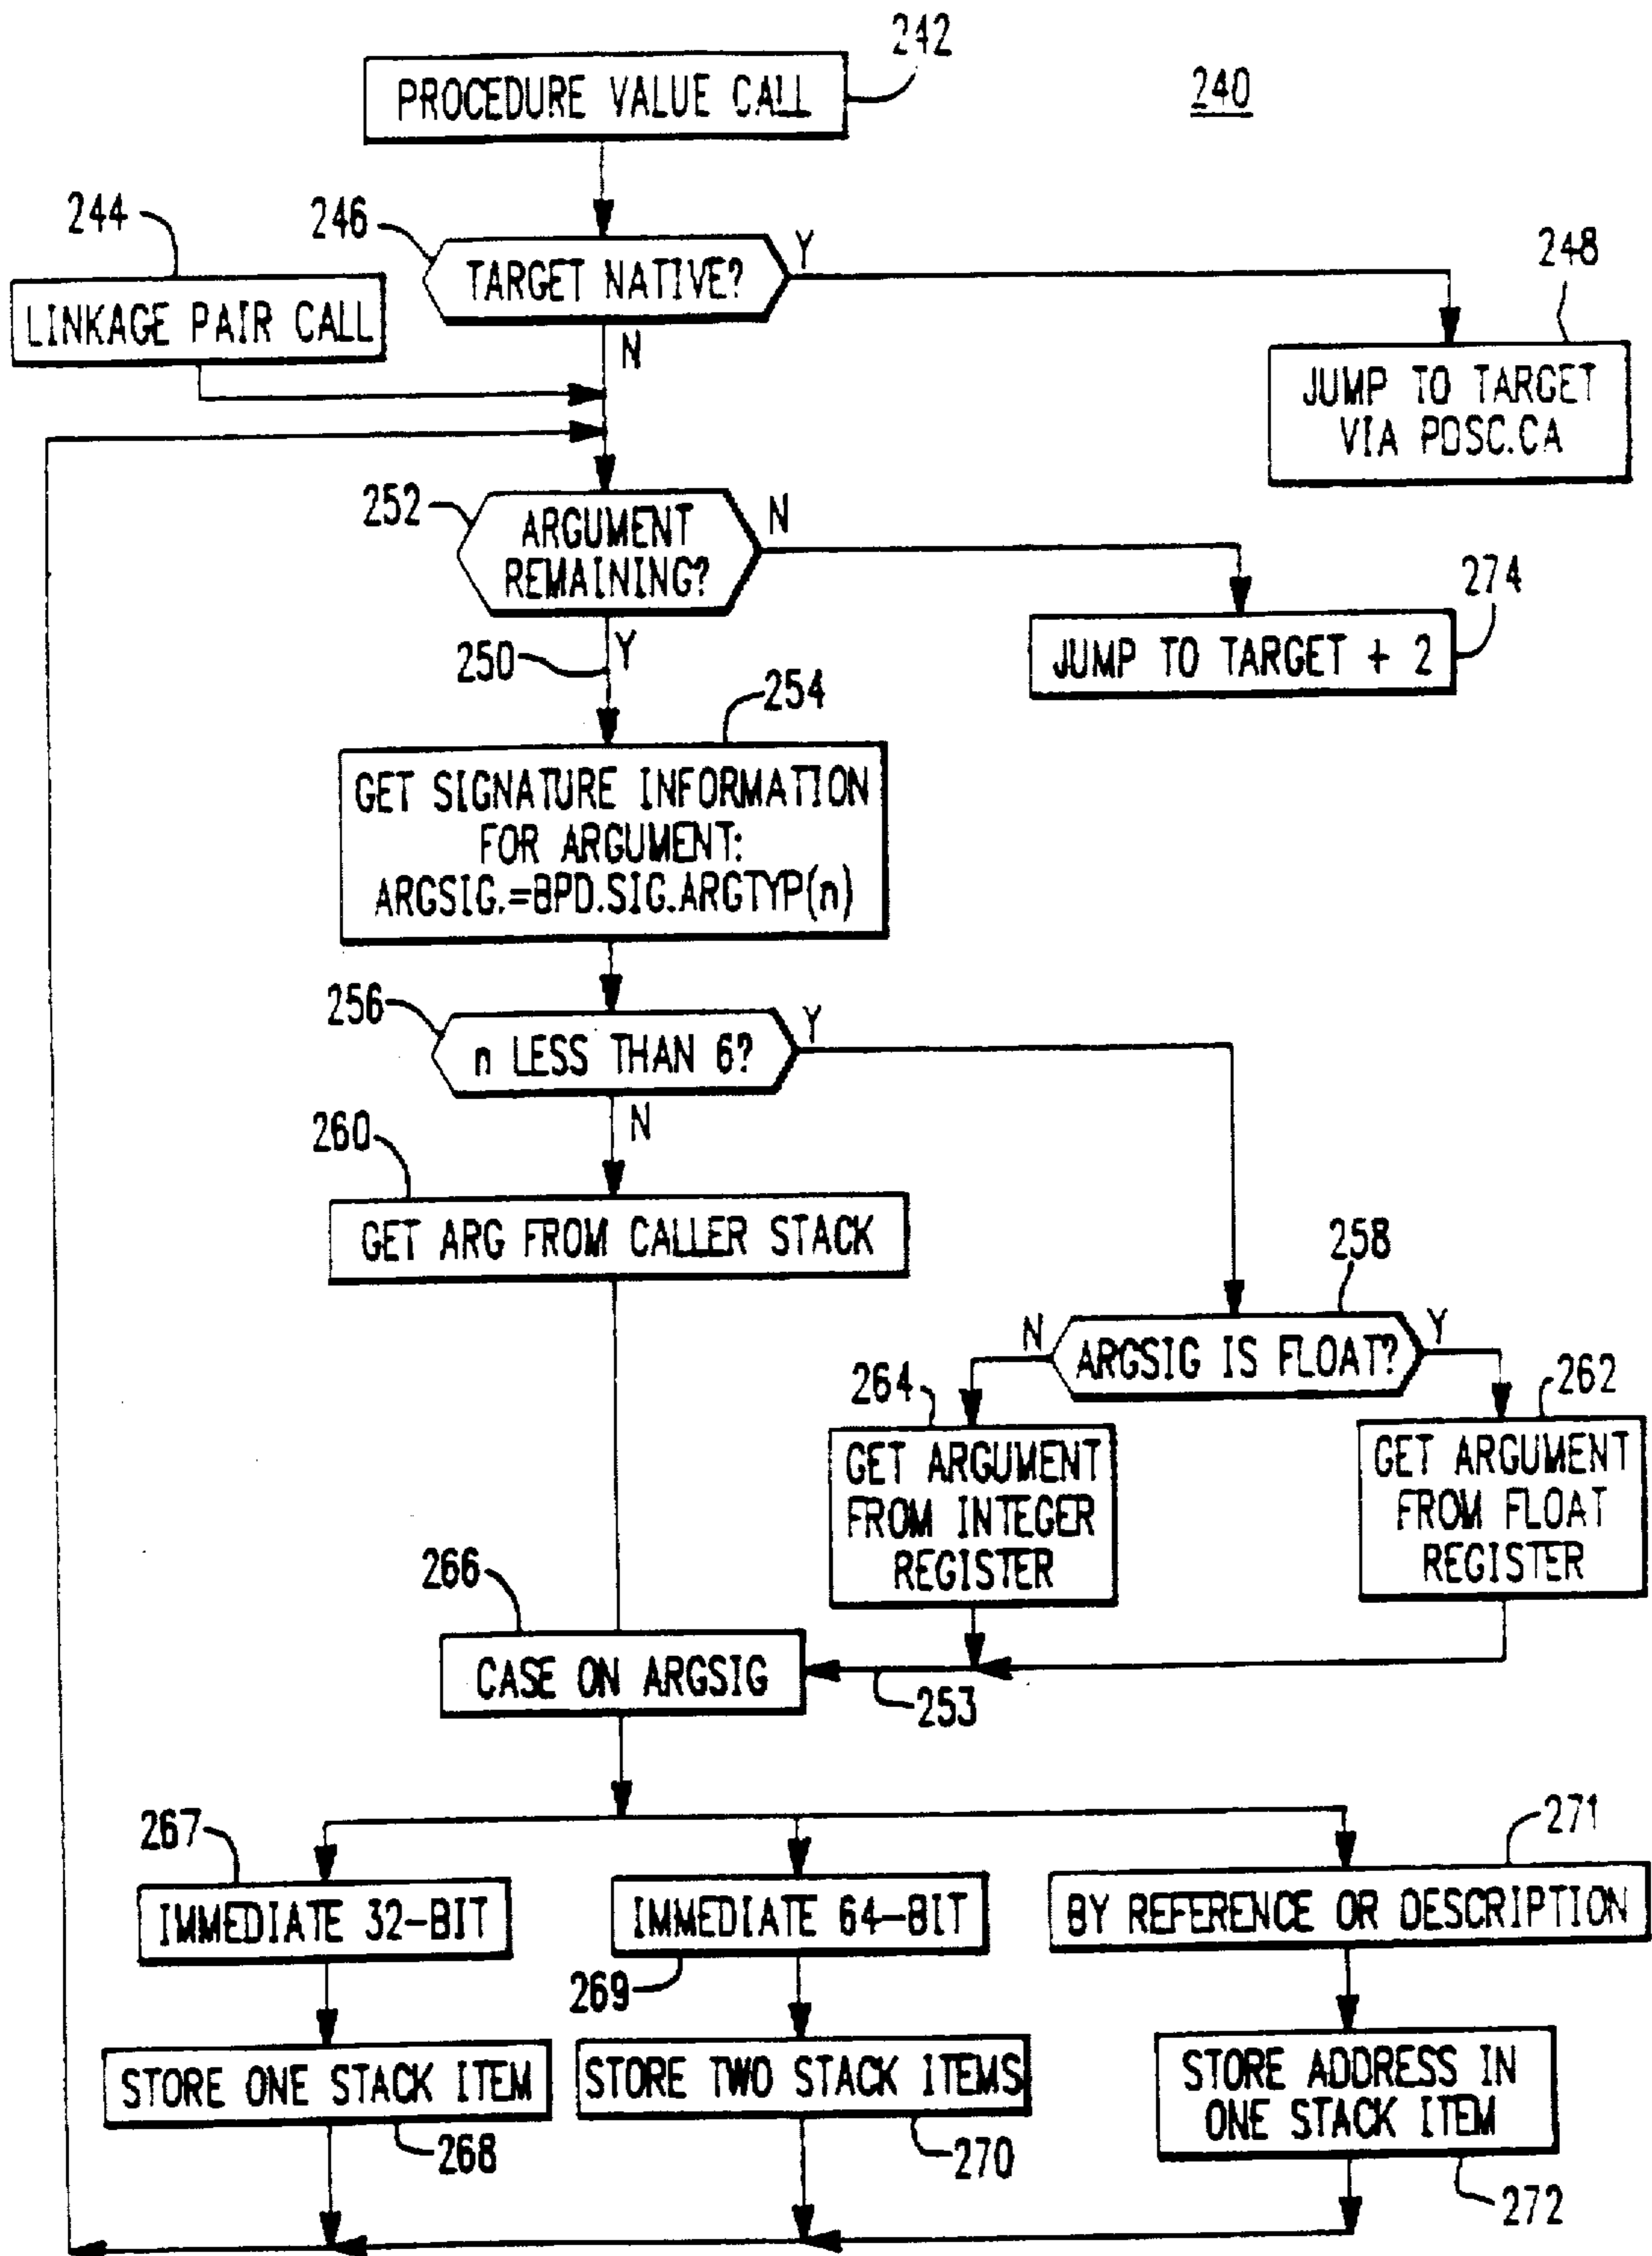 242
PROCEDURE VALUE CALL
240
244
246
TARGET NATIVE?
Y
248
LINKAGE PAIR CALL
N
JUMP TO TARGET
VIA PDSC.CA
252
ARGUMENT
REMAINING?
N
274
250
Y
JUMP TO TARGET + 2
254
GET SIGNATURE INFORMATION
FOR ARGUMENT:
ARGSIG.=BPD.SIG.ARGTYP(n)
256
n LESS THAN 6?
Y
260
N
GET ARG FROM CALLER STACK
258
N
ARGSIG IS FLOAT?
Y
264
262
GET ARGUMENT
FROM INTEGER
REGISTER
GET ARGUMENT
FROM FLOAT
REGISTER
266
CASE ON ARGSIG
253
267
271
IMMEDIATE 32-BIT
IMMEDIATE 64-BIT
BY REFERENCE OR DESCRIPTION
269
STORE ONE STACK ITEM
STORE TWO STACK ITEMS
STORE ADDRESS IN
ONE STACK ITEM
268
270
272